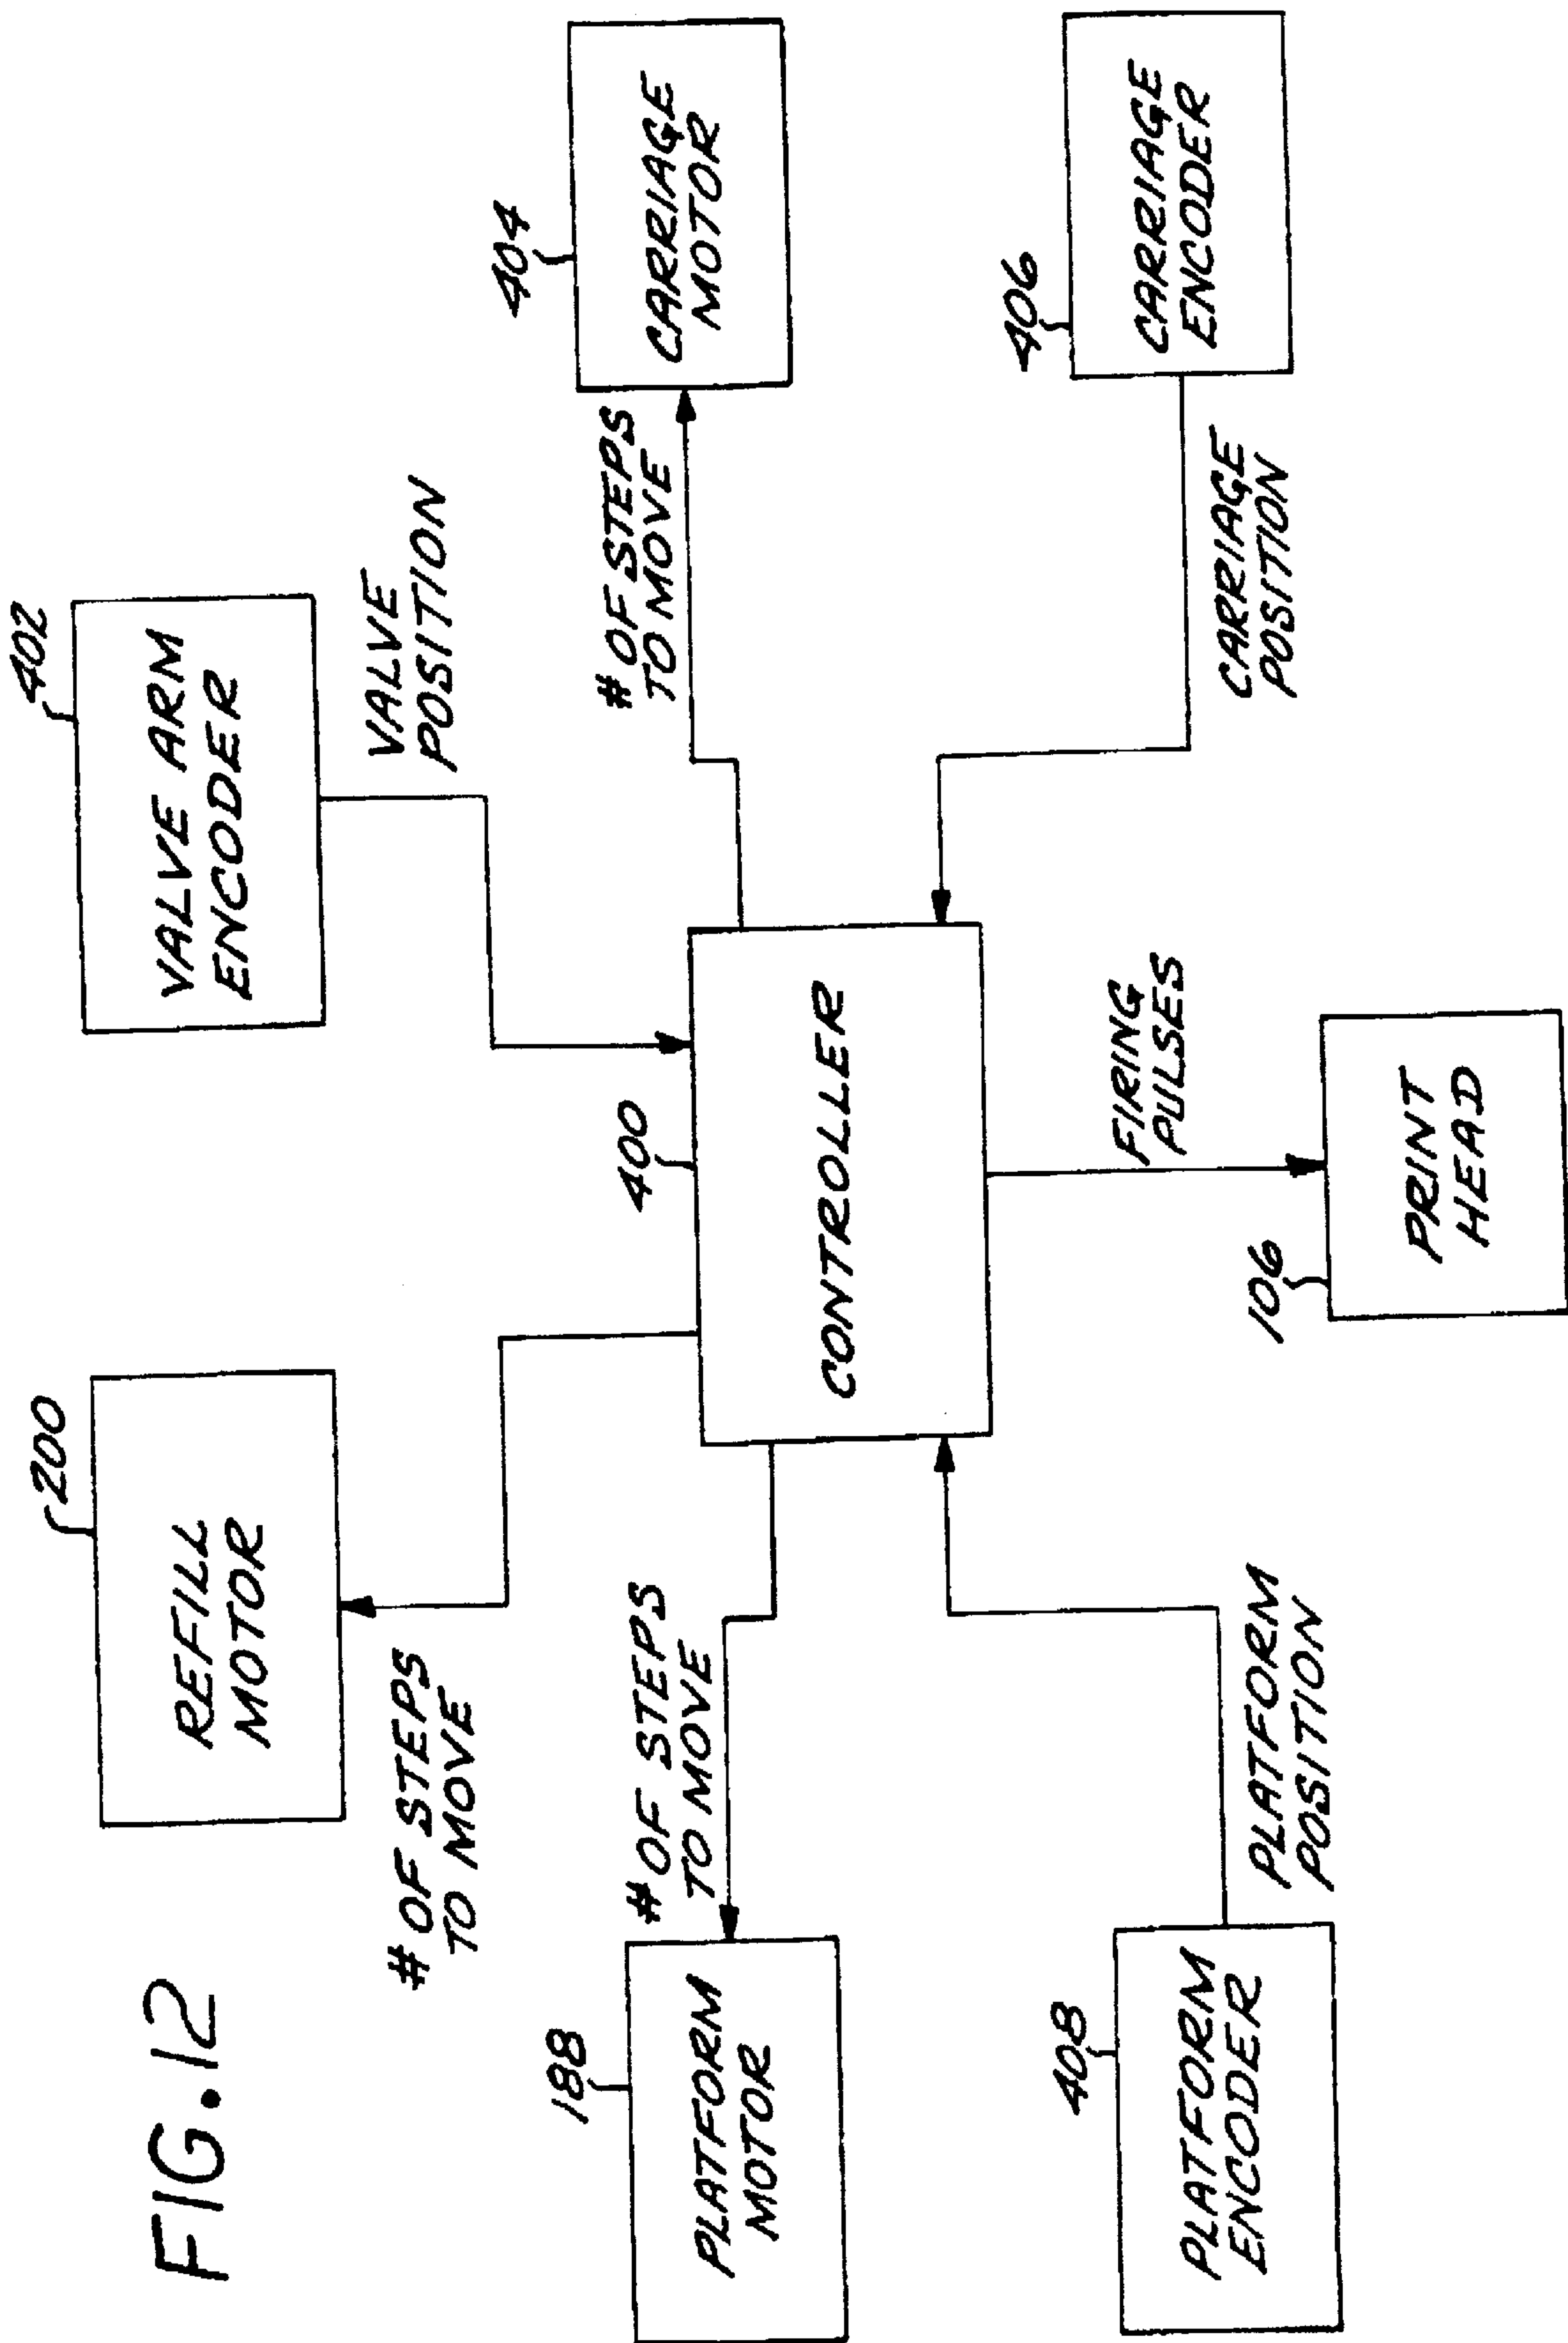 FIG.12
200
REFILL
MOTOR
# OF STEPS
TO MOVE
402
VALVE ARM
ENCODER
VALVE
POSITION
188
PLATFORM
MOTOR
# OF STEPS
TO MOVE
400
CONTROLLER
# OF STEPS
TO MOVE
404
CARRIAGE
MOTOR
408
PLATFORM
ENCODER
PLATFORM
POSITION
106
PRINT
HEAD
FIRING
PULSES
CARRIAGE
POSITION
406
CARRIAGE
ENCODER